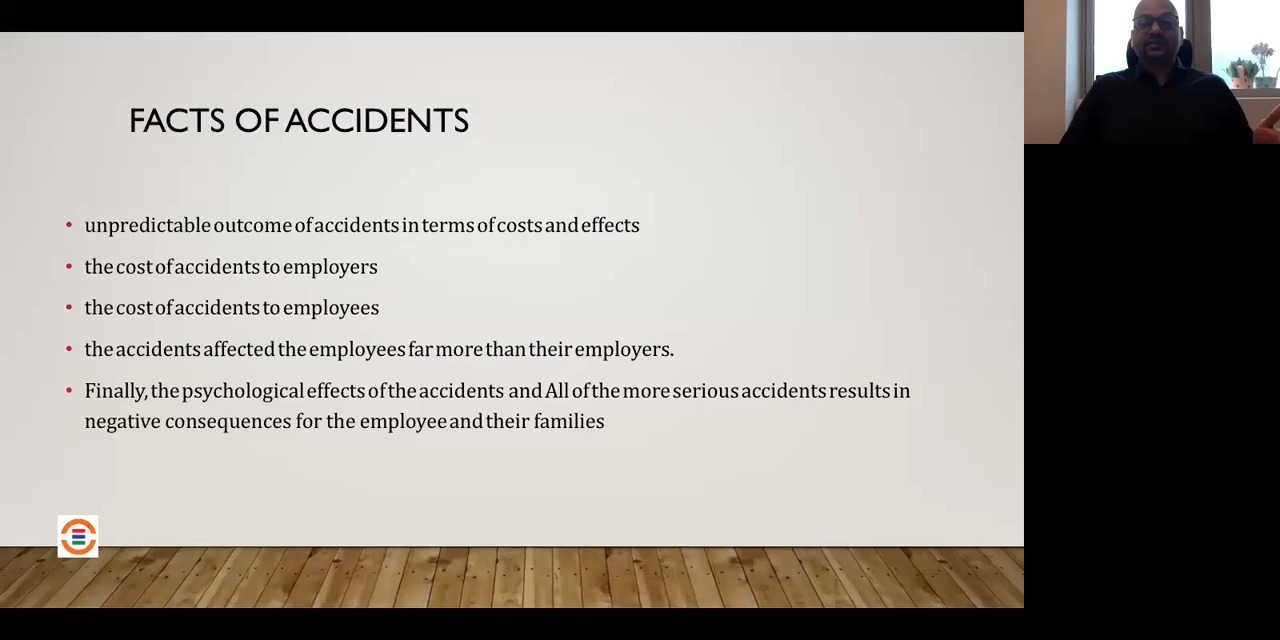 FACTS OF ACCIDENTS
unpredictable outcome of accidents in terms of costs and effects
the cost of accidents to employers
the cost of accidents to employees
the accidents affected the employees far more than their employers.
Finally, the psychological effects of the accidents and All of the more serious accidents results in
negative consequences for the employee and their families